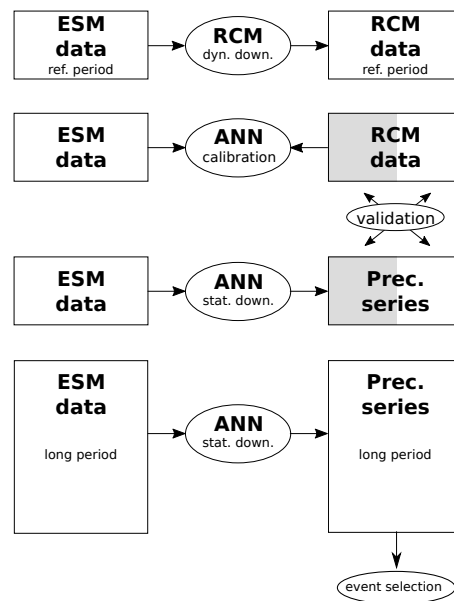 ESM
data
ref. period
RCM
dyn. down.
RCM
data
ref. period
ESM
data
ANN
calibration
RCM
data
validation
ESM
data
ANN
stat. down.
Prec.
series
ESM
data
long period
ANN
stat. down.
Prec.
series
long period
event selection